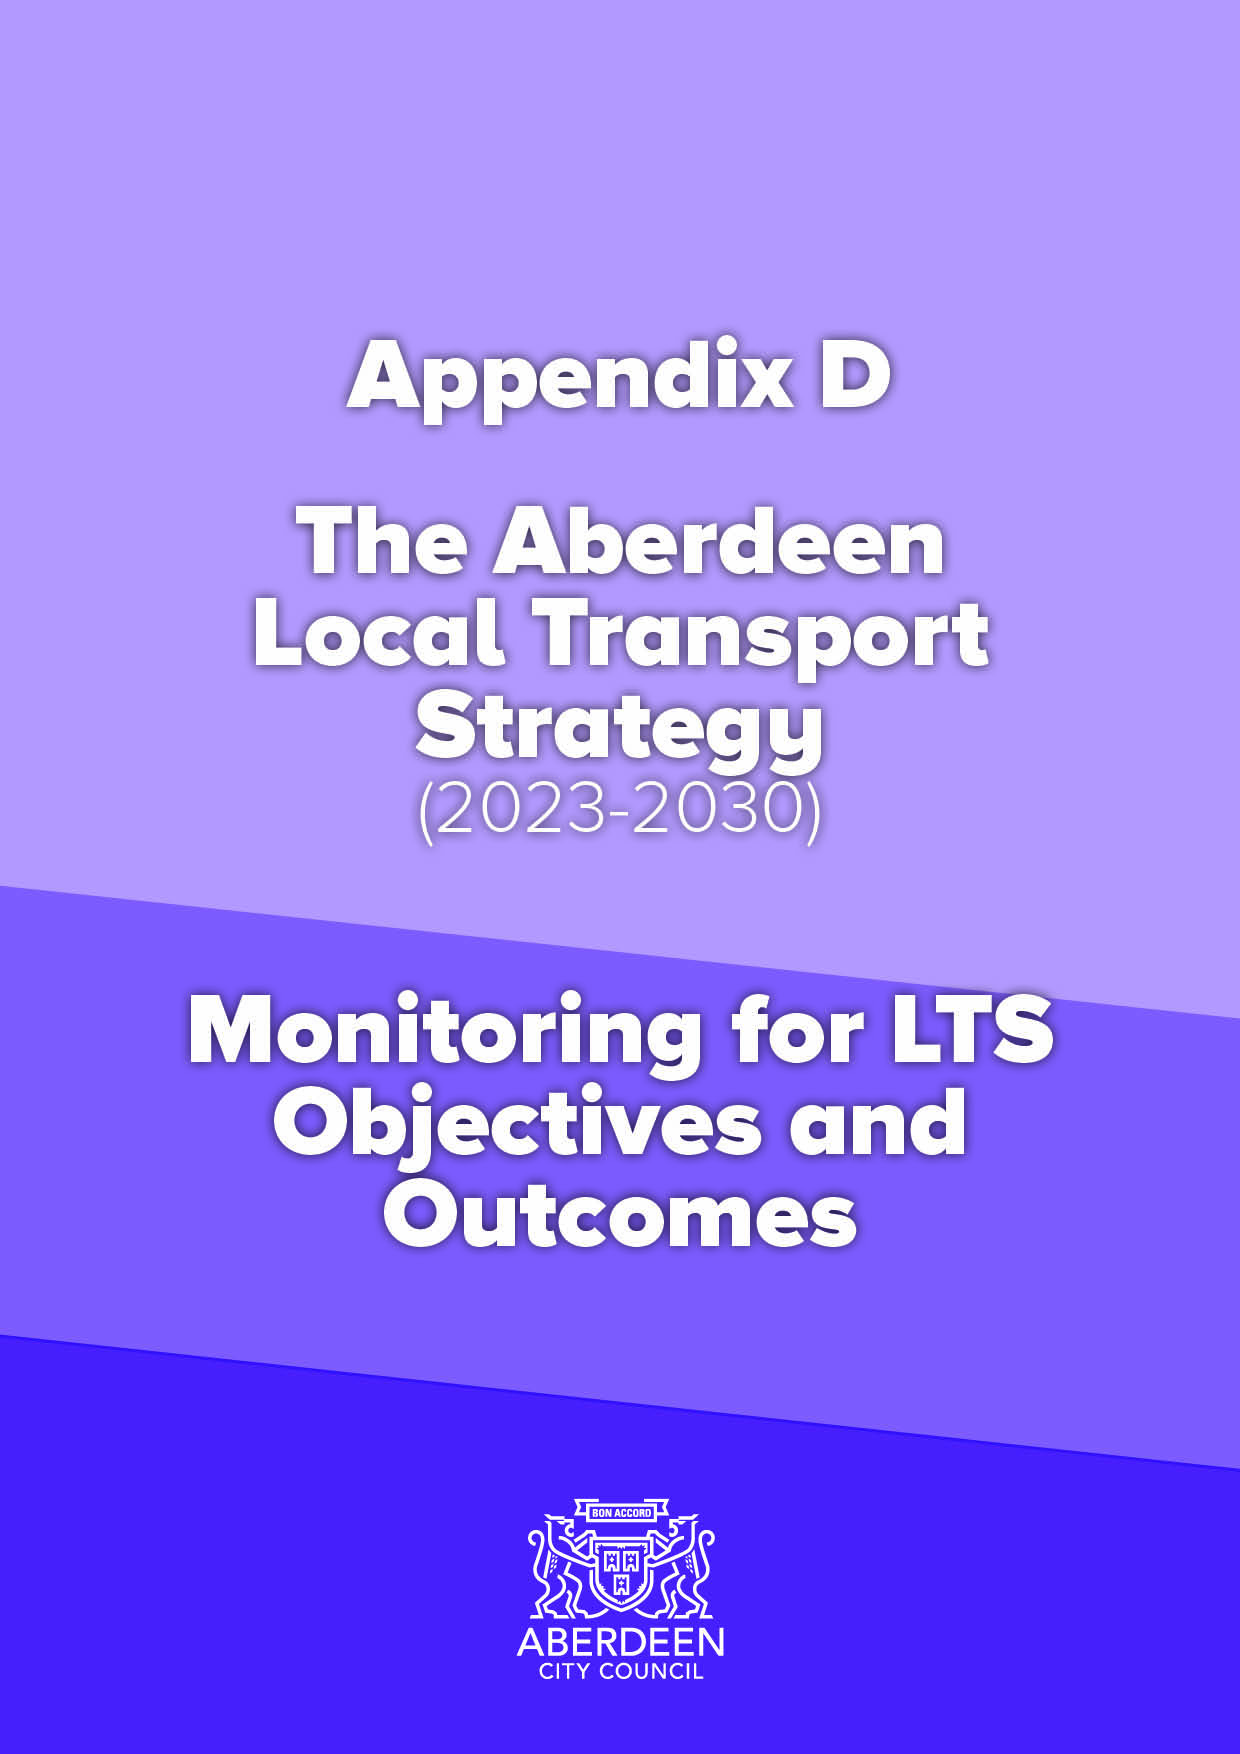 Appendix D
The Aberdeen
Local Transport
Strategy
(2023-2030)
Monitoring for LTS
Objectives and
Outcomes
BON ACCORD
ABERDEEN
CITY COUNCIL